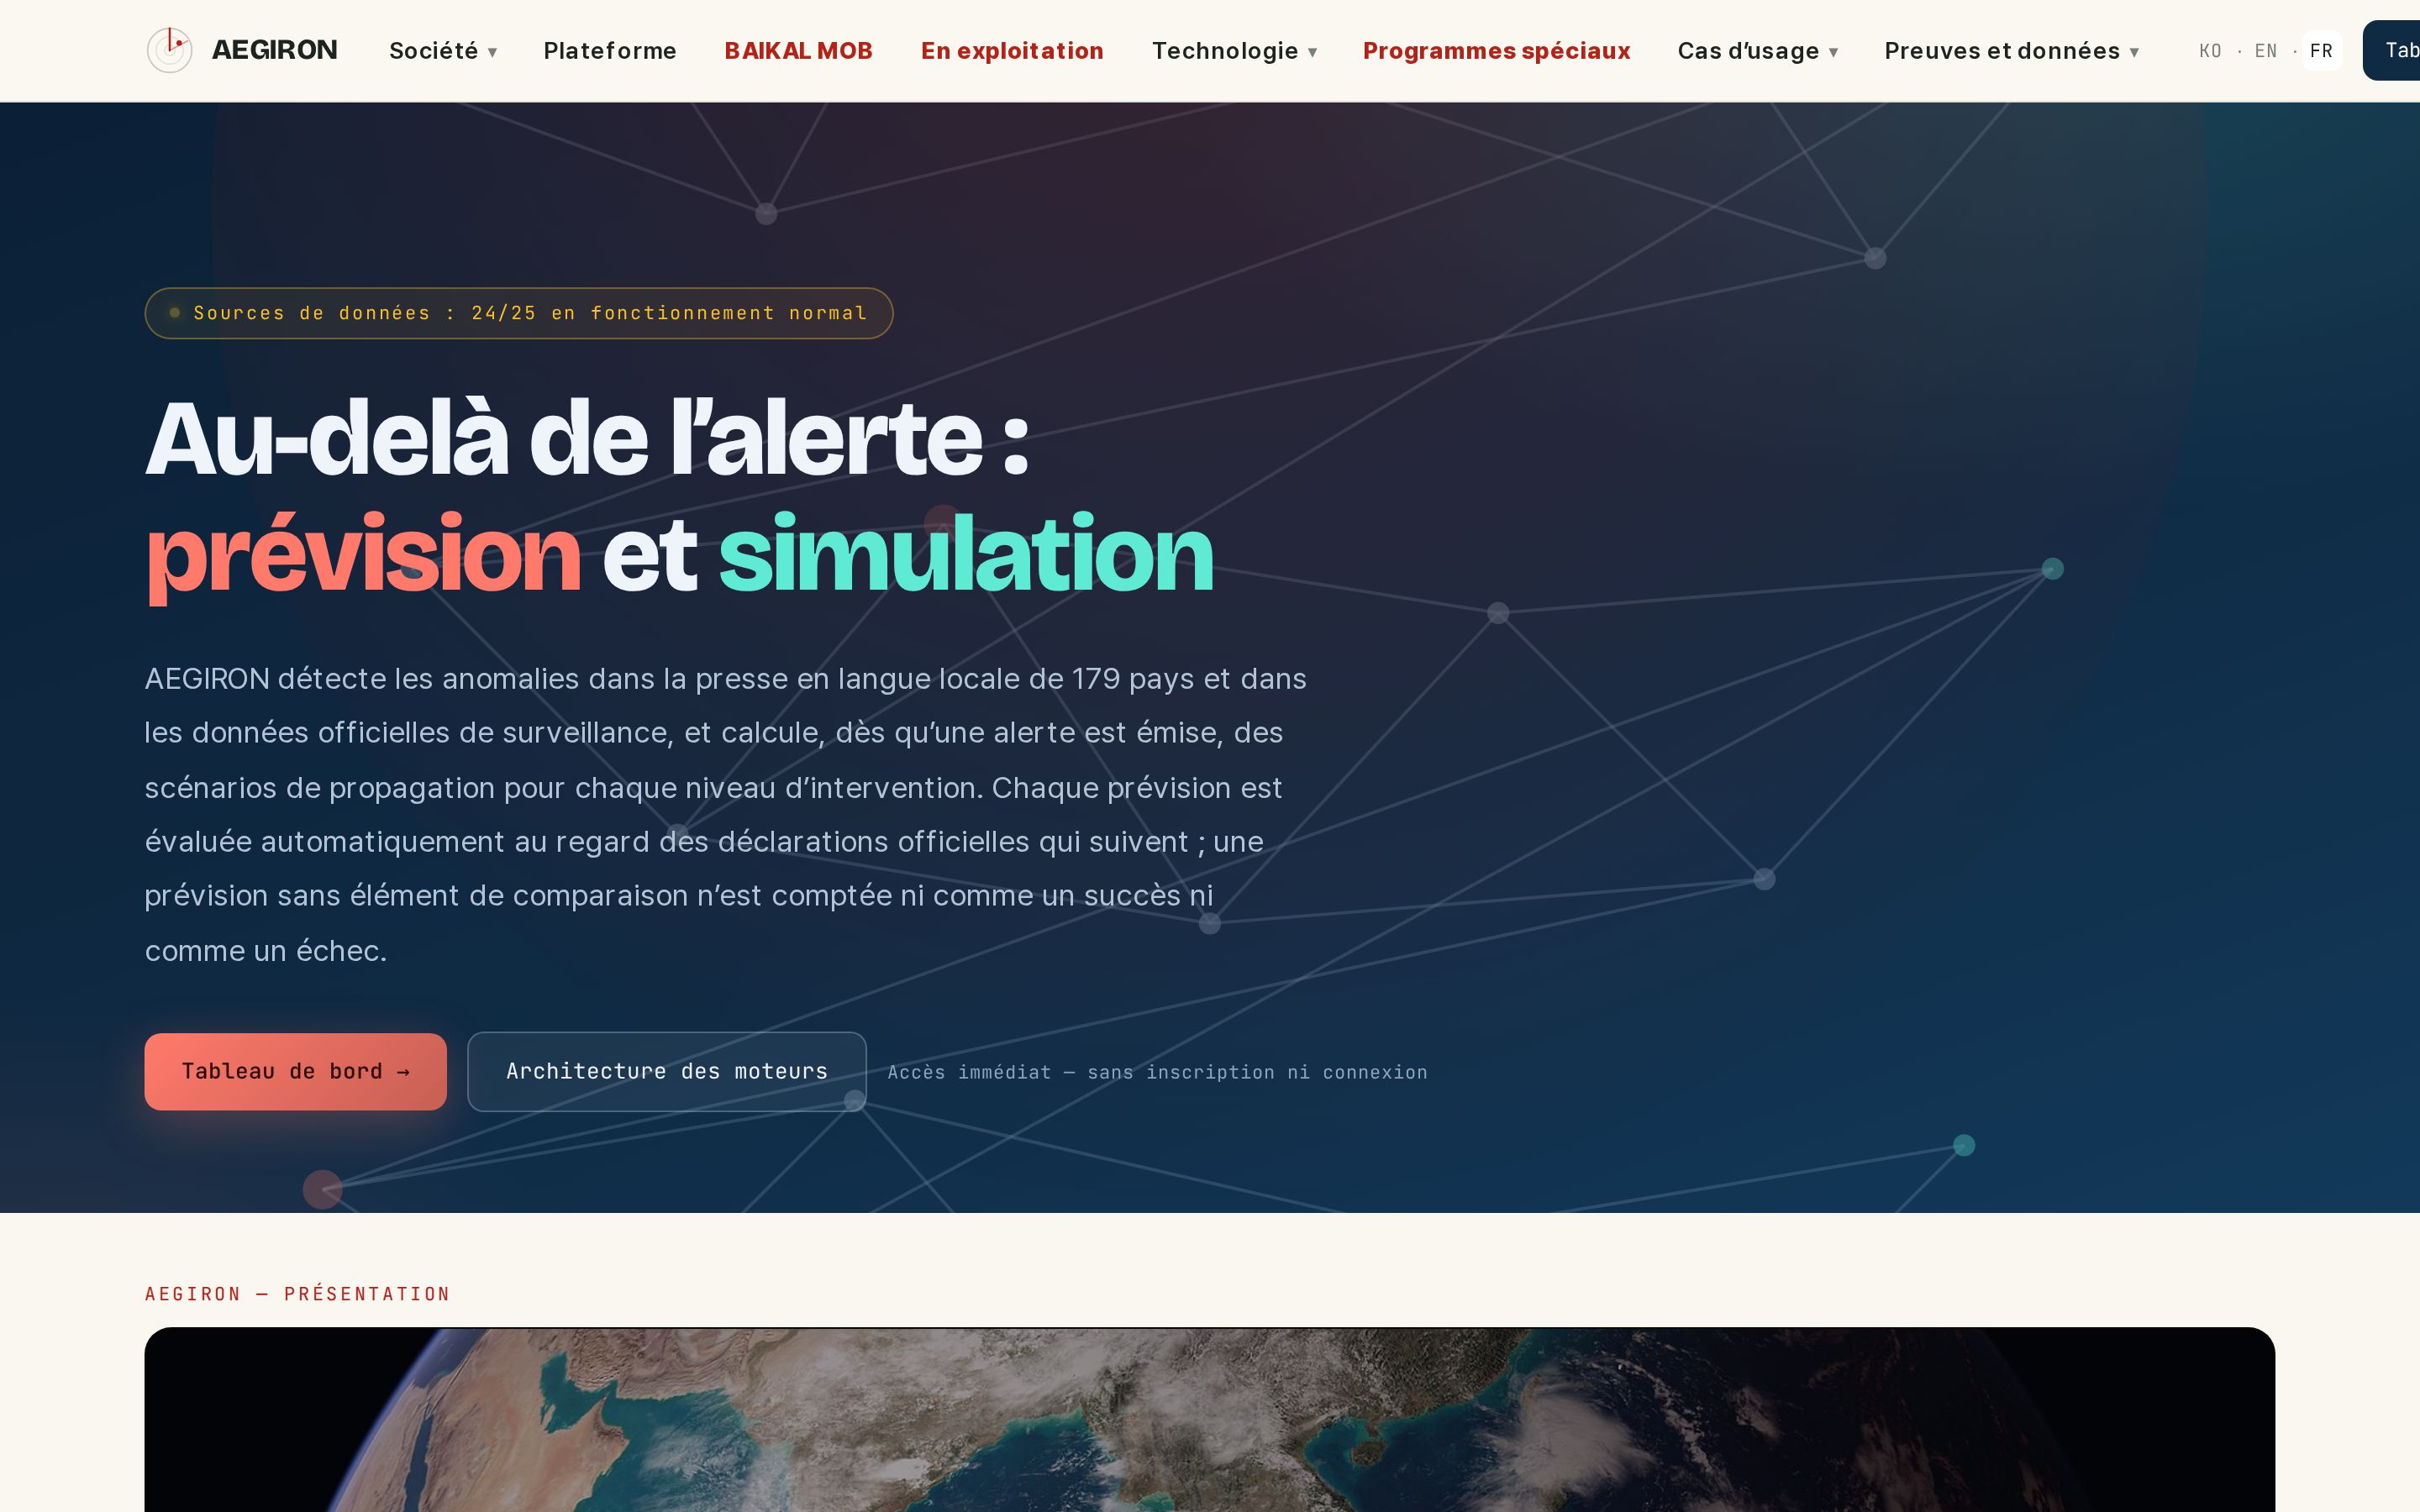 AEGIRON
Société ▾
Plateforme
BAIKAL MOB
En exploitation
Technologie ▾
Programmes spéciaux
Cas d’usage ▾
Preuves et données ▾
KO · EN · FR
Sources de données : 24/25 en fonctionnement normal
Au-delà de l’alerte :
prévision et simulation
AEGIRON détecte les anomalies dans la presse en langue locale de 179 pays et dans
les données officielles de surveillance, et calcule, dès qu’une alerte est émise, des
scénarios de propagation pour chaque niveau d’intervention. Chaque prévision est
évaluée automatiquement au regard des déclarations officielles qui suivent ; une
prévision sans élément de comparaison n’est comptée ni comme un succès ni
comme un échec.
Tableau de bord →
Architecture des moteurs
Accès immédiat — sans inscription ni connexion
AEGIRON — PRÉSENTATION